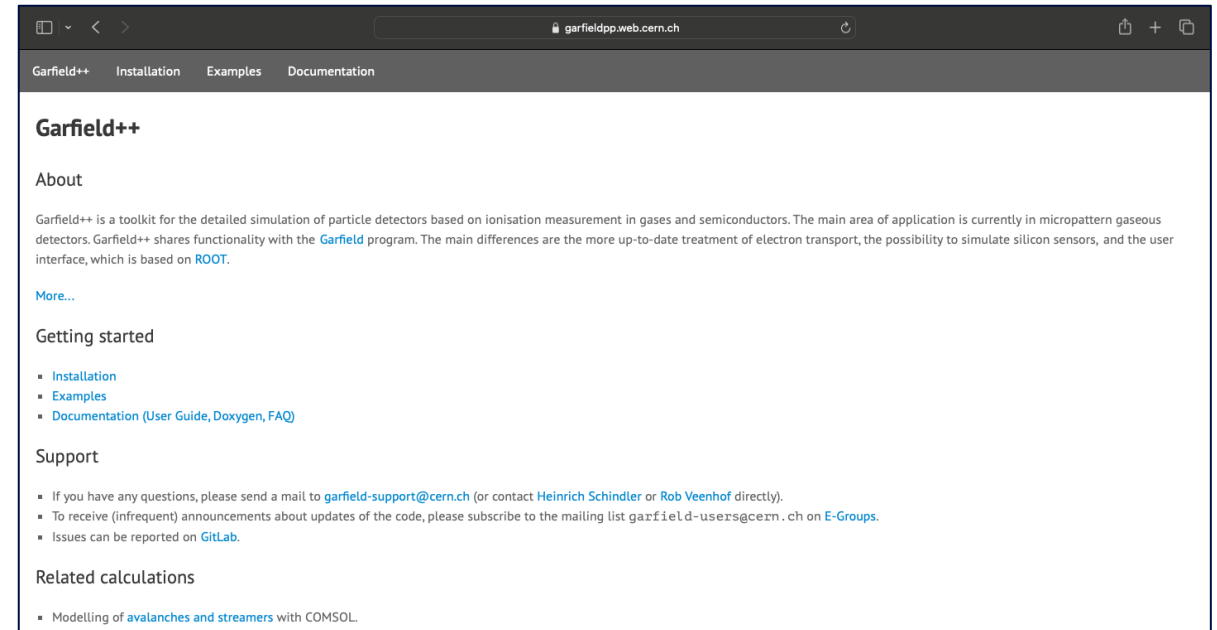 garfieldpp.web.cern.ch
Garfield++ Installation Examples Documentation
Garfield++
About
Garfield++ is a toolkit for the detailed simulation of particle detectors based on ionisation measurement in gases and semiconductors. The main area of application is currently in micropattern gaseous
detectors. Garfield++ shares functionality with the Garfield program. The main differences are the more up-to-date treatment of electron transport, the possibility to simulate silicon sensors, and the user
interface, which is based on ROOT.
More...
Getting started
▪ Installation
▪ Examples
▪ Documentation (User Guide, Doxygen, FAQ)
Support
▪ If you have any questions, please send a mail to garfield-support@cern.ch (or contact Heinrich Schindler or Rob Veenhof directly).
▪ To receive (infrequent) announcements about updates of the code, please subscribe to the mailing list garfield-users@cern.ch on E-Groups.
▪ Issues can be reported on GitLab.
Related calculations
▪ Modelling of avalanches and streamers with COMSOL.